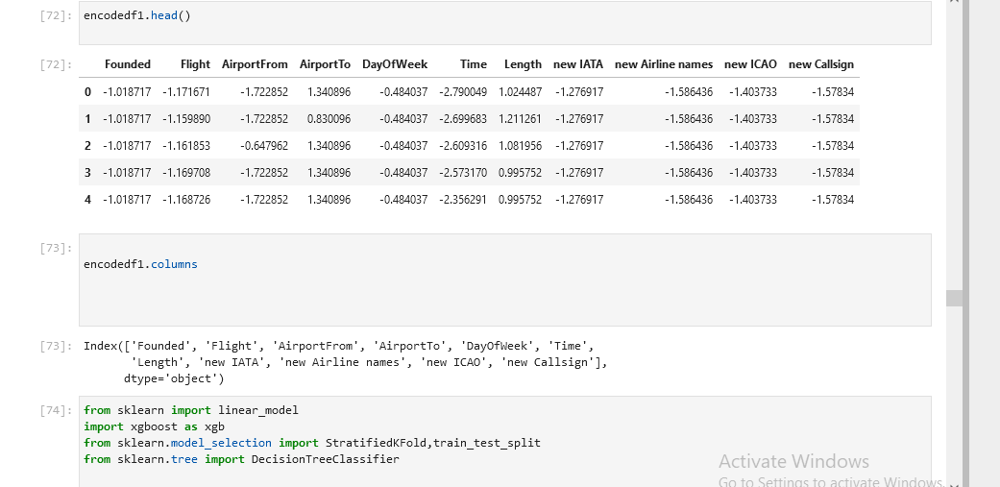 [72]: encodedf1.head()
[72]: Founded Flight AirportFrom AirportTo DayOfWeek Time Length new IATA new Airline names new ICAO new Callsign
0 -1.018717 -1.171671 -1.722852 1.340896 -0.484037 -2.790049 1.024487 -1.276917 -1.586436 -1.403733 -1.57834
1 -1.018717 -1.159890 -1.722852 0.830096 -0.484037 -2.699683 1.211261 -1.276917 -1.586436 -1.403733 -1.57834
2 -1.018717 -1.161853 -0.647962 1.340896 -0.484037 -2.609316 1.081956 -1.276917 -1.586436 -1.403733 -1.57834
3 -1.018717 -1.169708 -1.722852 1.340896 -0.484037 -2.573170 0.995752 -1.276917 -1.586436 -1.403733 -1.57834
4 -1.018717 -1.168726 -1.722852 1.340896 -0.484037 -2.356291 0.995752 -1.276917 -1.586436 -1.403733 -1.57834
[73]:
encodedf1.columns
[73]: Index(['Founded', 'Flight', 'AirportFrom', 'AirportTo', 'DayOfWeek', 'Time',
'Length', 'new IATA', 'new Airline names', 'new ICAO', 'new Callsign'],
dtype='object')
[74]: from sklearn import linear_model
import xgboost as xgb
from sklearn.model_selection import StratifiedKFold,train_test_split
from sklearn.tree import DecisionTreeClassifier
Activate Windows
Go to Settings to activate Windows.